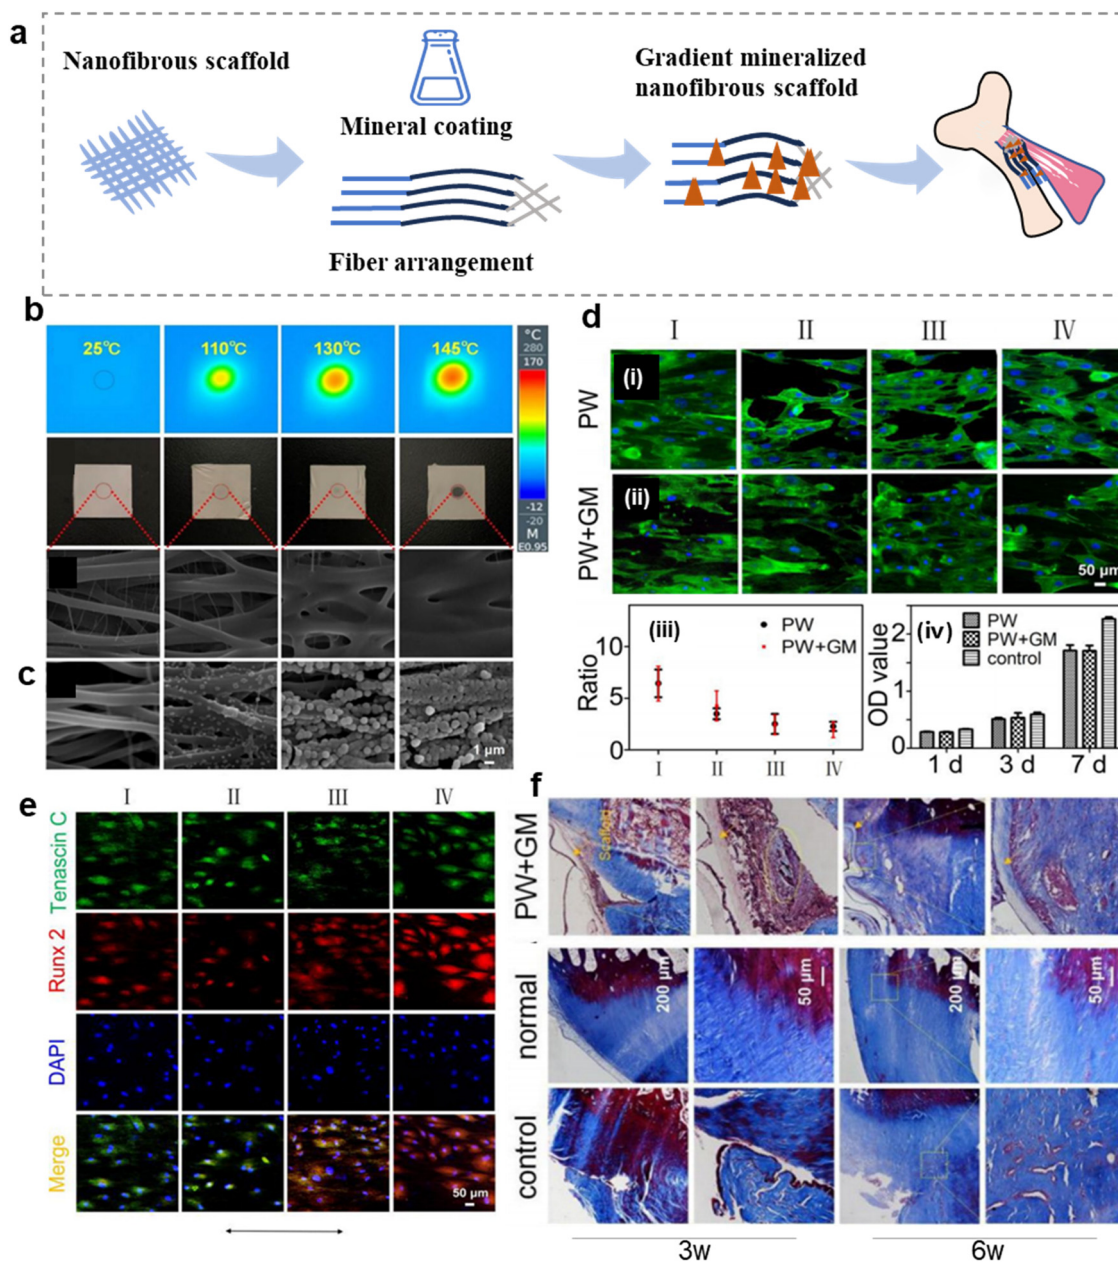 a
Nanofibrous scaffold
Mineral coating
Fiber arrangement
Gradient mineralized
nanofibrous scaffold
b
25℃
110℃
130℃
145℃
℃
280
170
-12
-20
M
E0.95
c
1 μm
d
I
II
III
IV
PW
(i)
PW+GM
(ii)
50 μm
(iii)
PW
PW+GM
Ratio
10
5
0
I
II
III
IV
(iv)
PW
PW+GM
control
OD value
2
1
0
1 d
3 d
7 d
e
I
II
III
IV
Tenascin C
Runx 2
DAPI
Merge
50 μm
f
PW+GM
Scaffold
normal
200 μm
50 μm
200 μm
50 μm
control
3w
6w